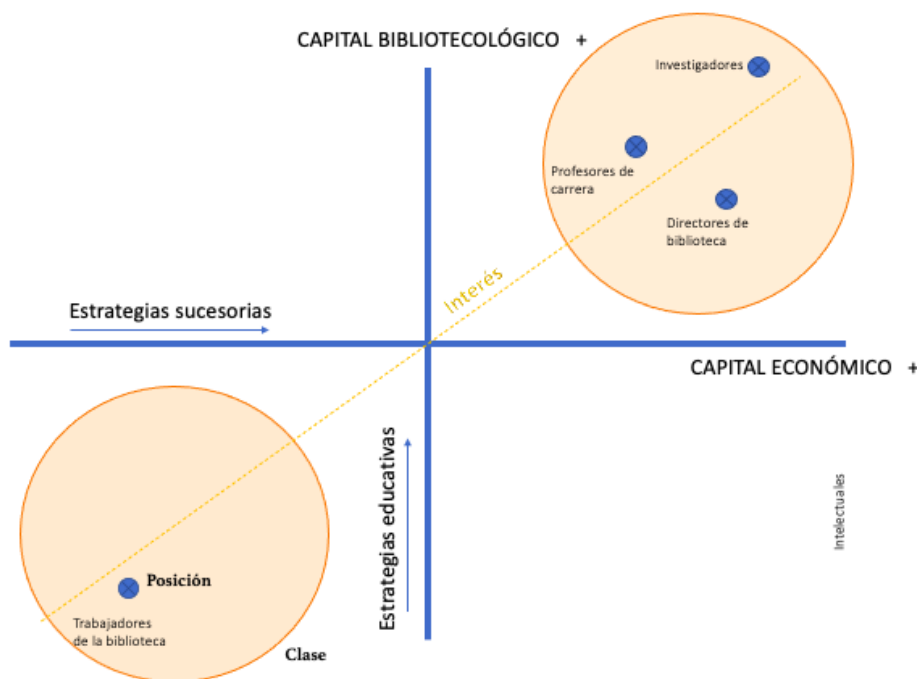 CAPITAL BIBLIOTECOLÓGICO +
Investigadores
Profesores de
carrera
Directores de
biblioteca
Interés
Estrategias sucesorias
CAPITAL ECONÓMICO +
Estrategias educativas
Intelectuales
Posición
Trabajadores
de la biblioteca
Clase